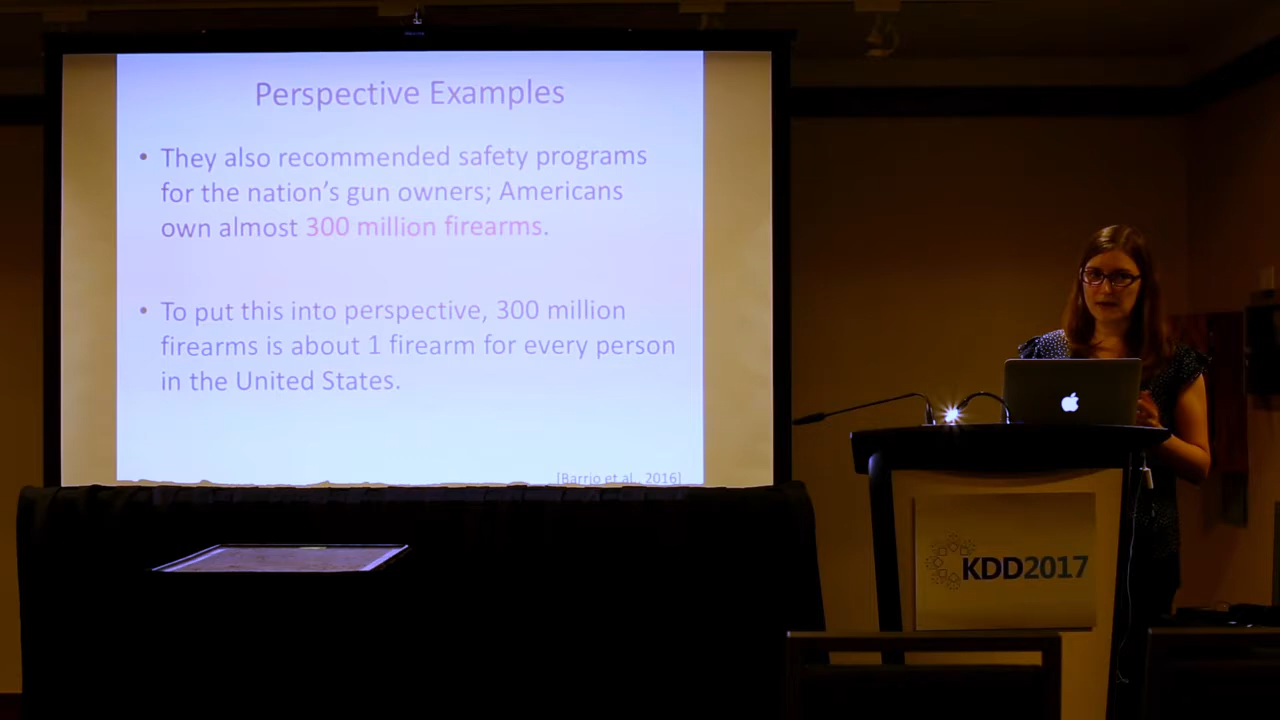 Perspective Examples
• They also recommended safety programs
for the nation's gun owners; Americans
own almost 300 million firearms.
• To put this into perspective, 300 million
firearms is about 1 firearm for every person
in the United States.
[Barrio et al., 2016]
KDD2017